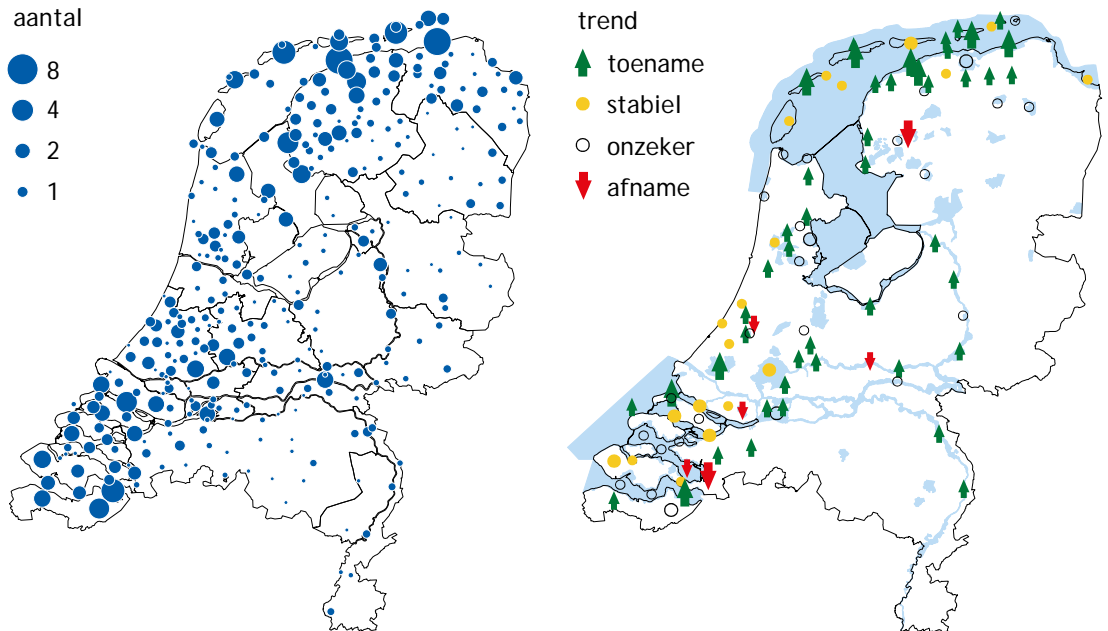 aantal
8
4
2
1
trend
toename
stabiel
onzeker
afname